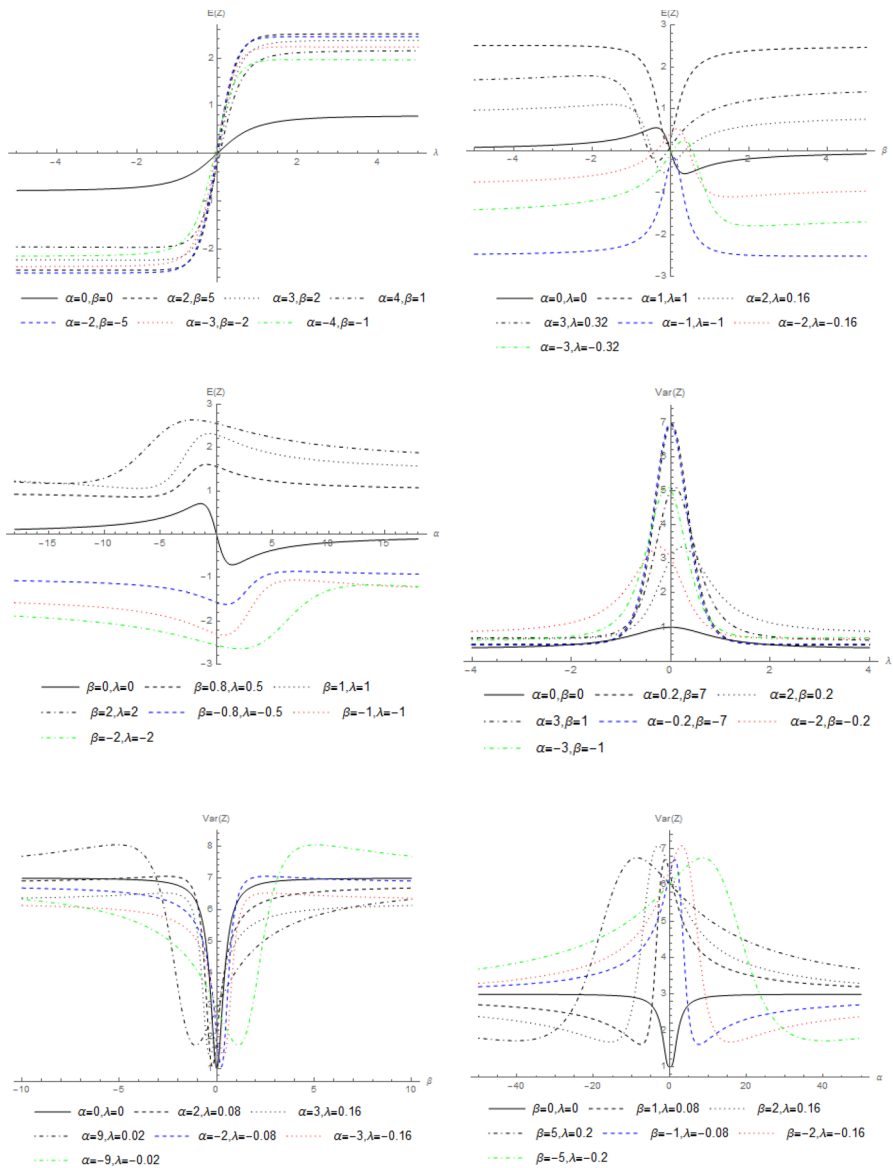 E(Z)
2
1
−4 −2 2 4 λ
−2
α=0,β=0 α=2,β=5 α=3,β=2 α=4,β=1
α=−2,β=−5 α=−3,β=−2 α=−4,β=−1
E(Z)
3
2
1
−4 −2 2 4 β
−2
−3
α=0,λ=0 α=1,λ=1 α=2,λ=0.16
α=3,λ=0.32 α=−1,λ=−1 α=−2,λ=−0.16
α=−3,λ=−0.32
E(Z)
3
2
1
−15 −10 −5 5 10 15 α
−1
−2
−3
β=0,λ=0 β=0.8,λ=0.5 β=1,λ=1
β=2,λ=2 β=−0.8,λ=−0.5 β=−1,λ=−1
β=−2,λ=−2
Var(Z)
7
6
5
4
3
2
1
−4 −2 0 2 4 λ
α=0,β=0 α=0.2,β=7 α=2,β=0.2
α=3,β=1 α=−0.2,β=−7 α=−2,β=−0.2
α=−3,β=−1
Var(Z)
8
7
6
5
4
−10 −5 0 5 10 β
α=0,λ=0 α=2,λ=0.08 α=3,λ=0.16
α=9,λ=0.02 α=−2,λ=−0.08 α=−3,λ=−0.16
α=−9,λ=−0.02
Var(Z)
7
6
5
4
3
2
1
−40 −20 0 20 40 α
β=0,λ=0 β=1,λ=0.08 β=2,λ=0.16
β=5,λ=0.2 β=−1,λ=−0.08 β=−2,λ=−0.16
β=−5,λ=−0.2